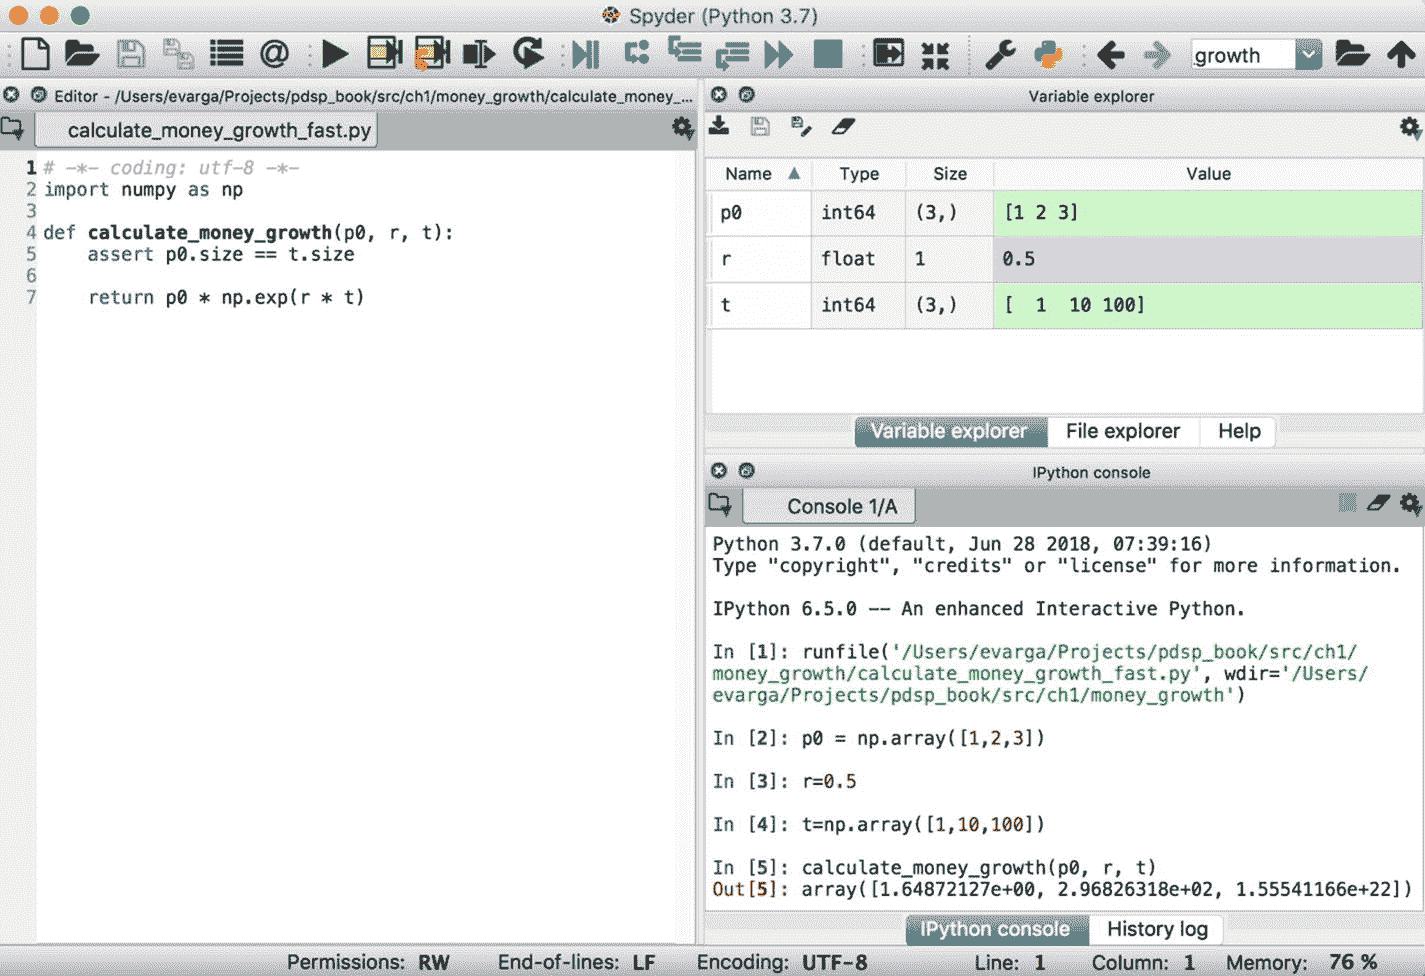 Spyder (Python 3.7)
growth
Editor - /Users/evarga/Projects/pdsp_book/src/ch1/money_growth/calculate_money_...
calculate_money_growth_fast.py
1 # -*- coding: utf-8 -*-
2 import numpy as np
3
4 def calculate_money_growth(p0, r, t):
5 assert p0.size == t.size
6
7 return p0 * np.exp(r * t)
Variable explorer
Name Type Size Value
p0 int64 (3,) [1 2 3]
r float 1 0.5
t int64 (3,) [  1  10 100]
Variable explorer File explorer Help
IPython console
Console 1/A
Python 3.7.0 (default, Jun 28 2018, 07:39:16)
Type "copyright", "credits" or "license" for more information.
IPython 6.5.0 -- An enhanced Interactive Python.
In [1]: runfile('/Users/evarga/Projects/pdsp_book/src/ch1/
money_growth/calculate_money_growth_fast.py', wdir='/Users/
evarga/Projects/pdsp_book/src/ch1/money_growth')
In [2]: p0 = np.array([1,2,3])
In [3]: r=0.5
In [4]: t=np.array([1,10,100])
In [5]: calculate_money_growth(p0, r, t)
Out[5]: array([1.64872127e+00, 2.96826318e+02, 1.55541166e+22])
IPython console History log
Permissions: RW End-of-lines: LF Encoding: UTF-8 Line: 1 Column: 1 Memory: 76 %